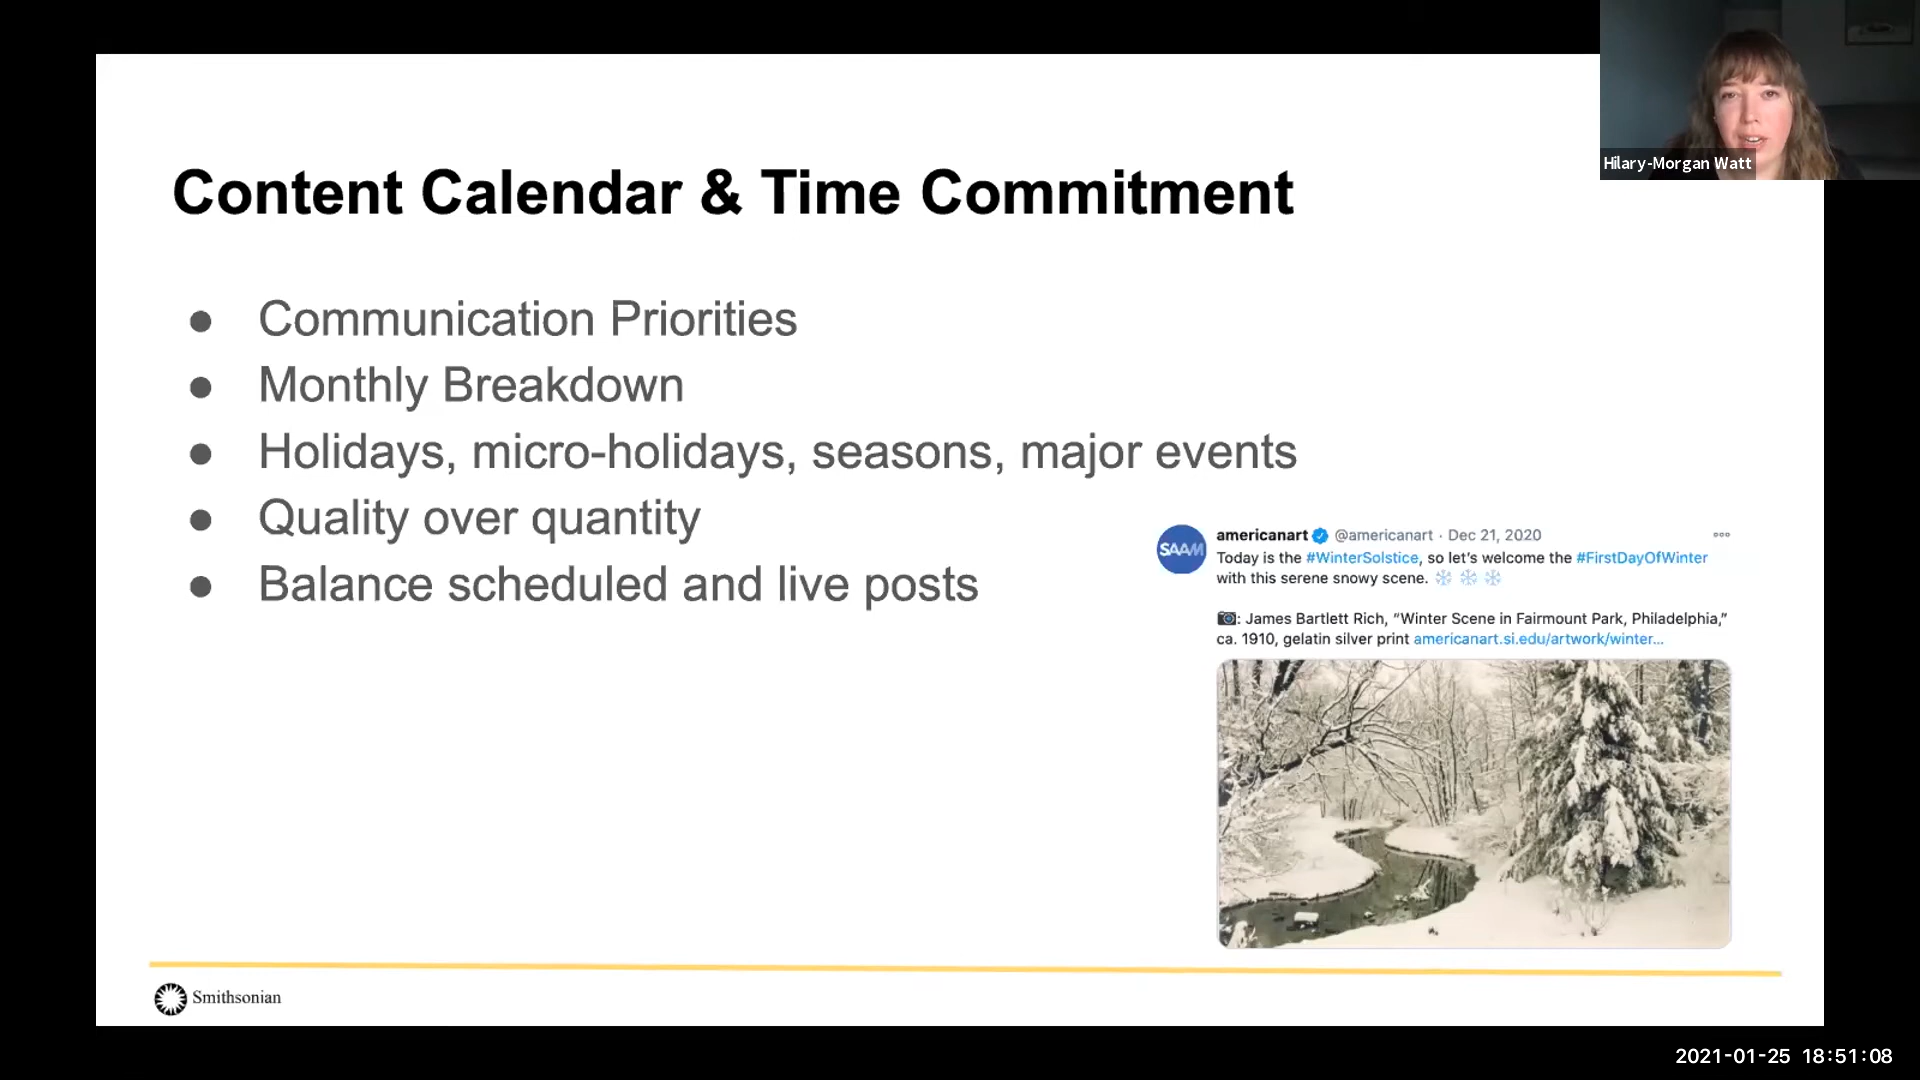 Hilary-Morgan Watt
Content Calendar & Time Commitment
● Communication Priorities
● Monthly Breakdown
● Holidays, micro-holidays, seasons, major events
● Quality over quantity
● Balance scheduled and live posts
SAAM
americanart @americanart · Dec 21, 2020
Today is the #WinterSolstice, so let's welcome the #FirstDayOfWinter
with this serene snowy scene. ❄️ ❄️ ❄️
📷: James Bartlett Rich, “Winter Scene in Fairmount Park, Philadelphia,”
ca. 1910, gelatin silver print americanart.si.edu/artwork/winter...
Smithsonian
2021-01-25 18:51:08